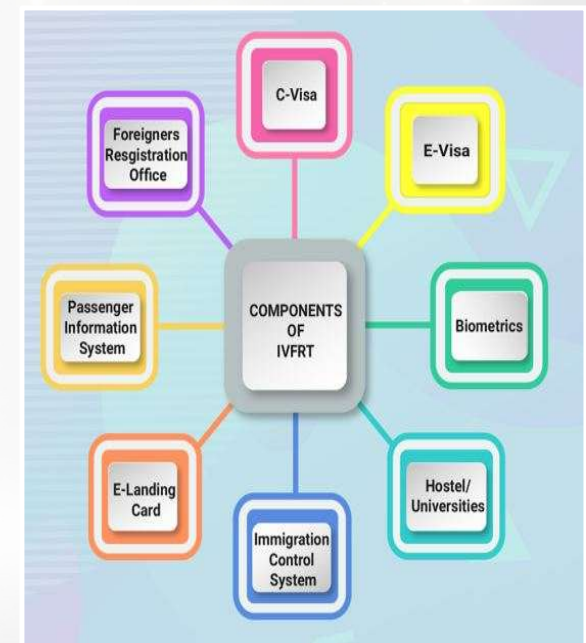 C-Visa
E-Visa
Foreigners
Resgistration
Office
COMPONENTS
OF
IVFRT
Passenger
Information
System
Biometrics
E-Landing
Card
Hostel/
Universities
Immigration
Control
System